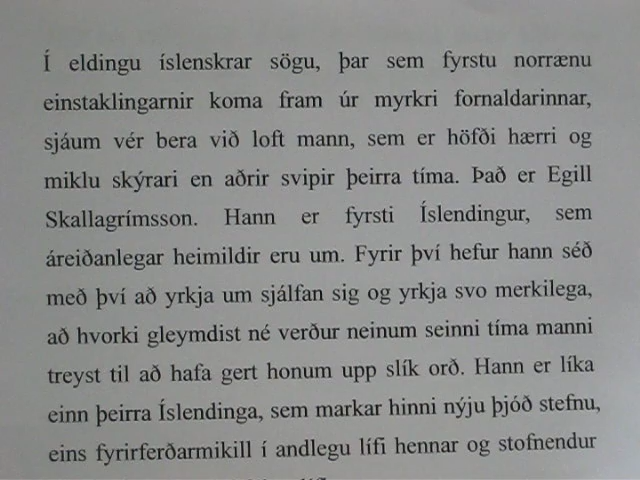 Í eldingu íslenskrar sögu, þar sem fyrstu norrænu
einstaklingarnir koma fram úr myrkri fornaldarinnar,
sjáum vér bera við loft mann, sem er höfði hærri og
miklu skýrari en aðrir svipir þeirra tíma. Það er Egill
Skallagrímsson. Hann er fyrsti Íslendingur, sem
áreiðanlegar heimildir eru um. Fyrir því hefur hann séð
með því að yrkja um sjálfan sig og yrkja svo merkilega,
að hvorki gleymdist né verður neinum seinni tíma manni
treyst til að hafa gert honum upp slík orð. Hann er líka
einn þeirra Íslendinga, sem markar hinni nýju þjóð stefnu,
eins fyrirferðarmikill í andlegu lífi hennar og stofnendur